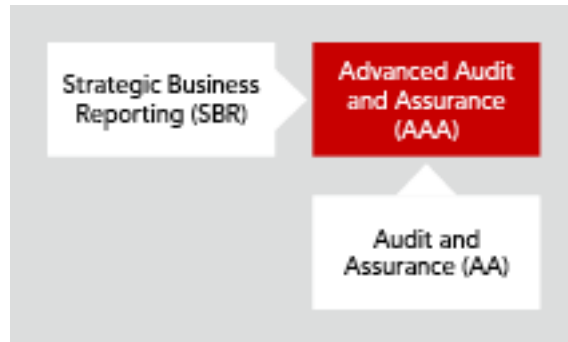 Strategic Business
Reporting (SBR)
Advanced Audit
and Assurance
(AAA)
Audit and
Assurance (AA)